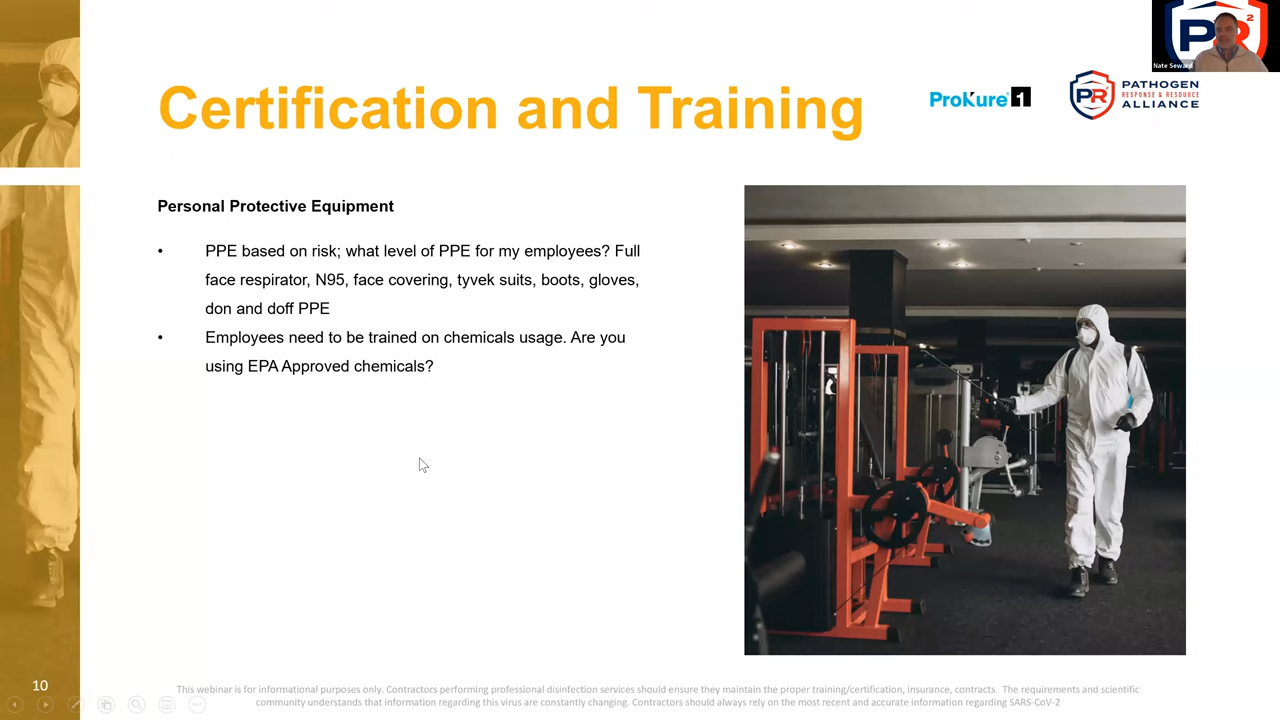 PR2
Nate Seward
Certification and Training
ProKure 1
PR
PATHOGEN
RESPONSE & RESOURCE
ALLIANCE
Personal Protective Equipment
• PPE based on risk; what level of PPE for my employees? Full
face respirator, N95, face covering, tyvek suits, boots, gloves,
don and doff PPE
• Employees need to be trained on chemicals usage. Are you
using EPA Approved chemicals?
10
This webinar is for informational purposes only. Contractors performing professional disinfection services should ensure they maintain the proper training/certification, insurance, contracts. The requirements and scientific
community understands that information regarding this virus are constantly changing. Contractors should always rely on the most recent and accurate information regarding SARS-CoV-2